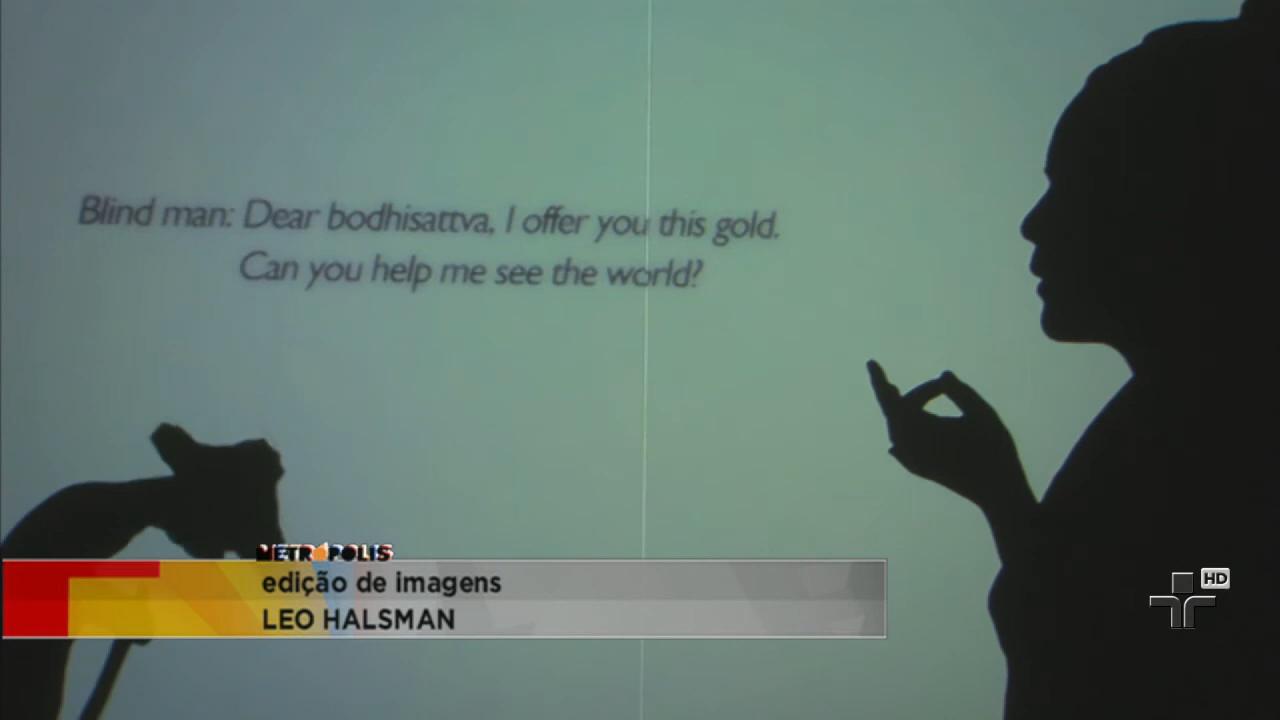 Blind man: Dear bodhisattva, I offer you this gold.
Can you help me see the world?
METRÓPOLIS
edição de imagens
LEO HALSMAN
HD